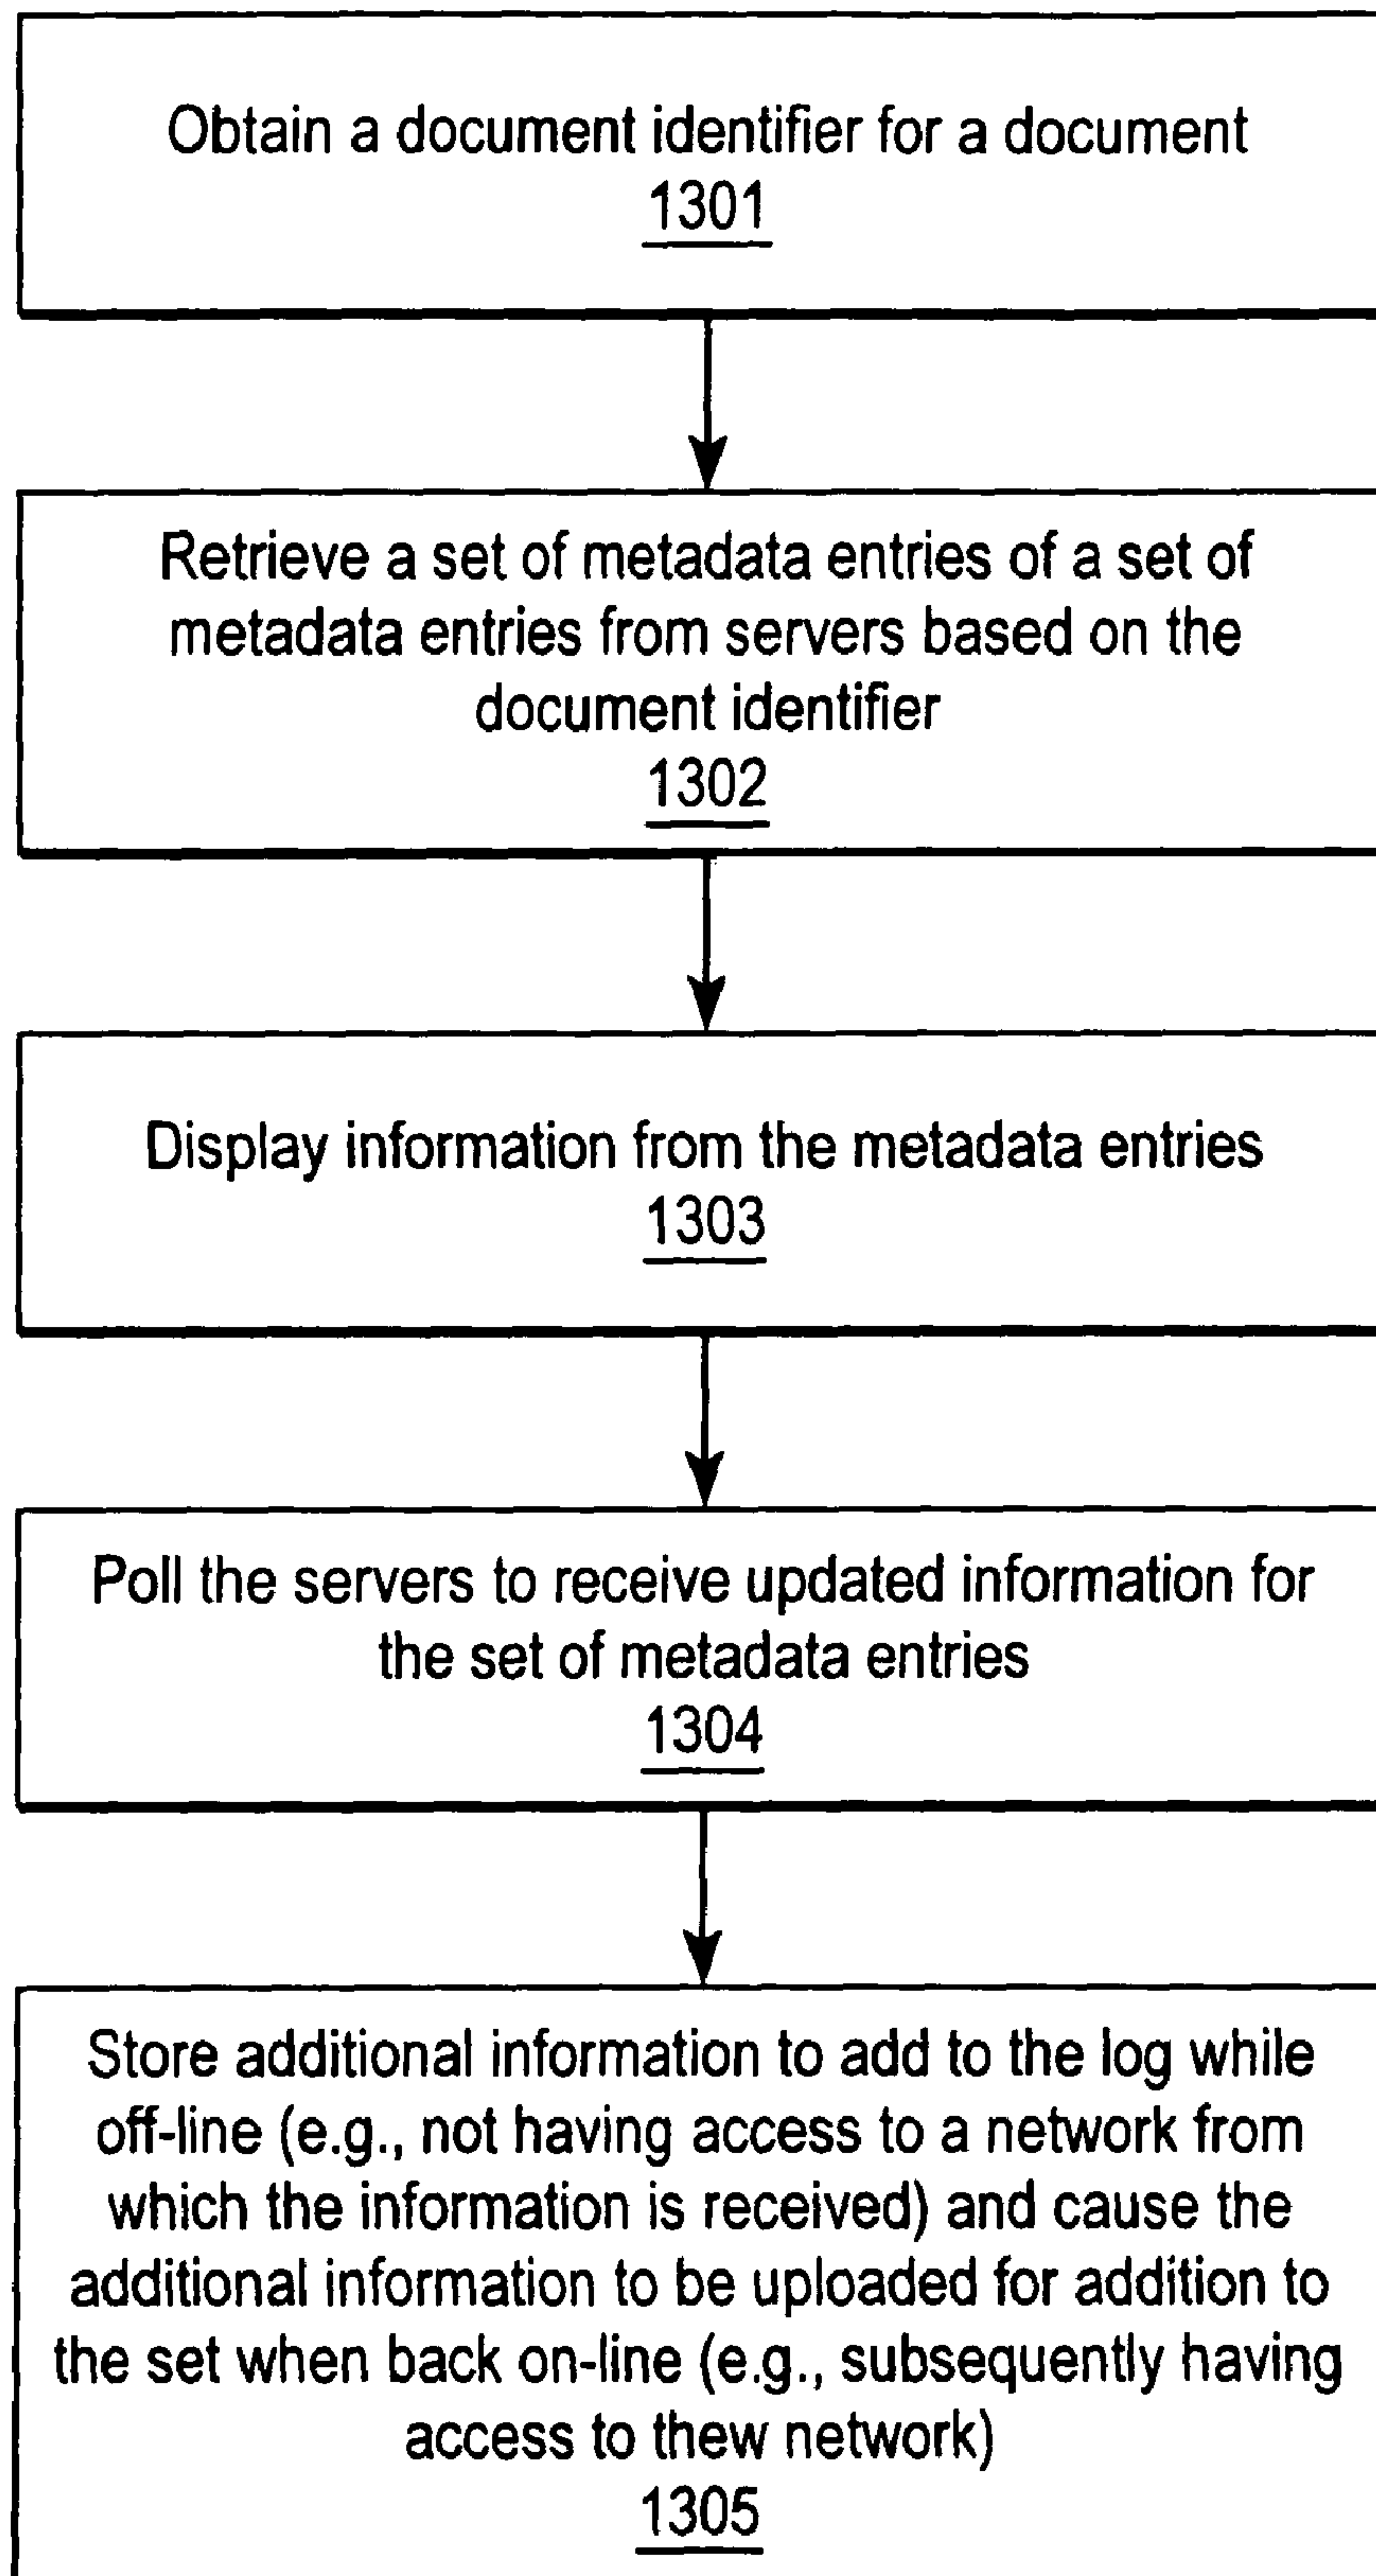 Obtain a document identifier for a document
1301
Retrieve a set of metadata entries of a set of
metadata entries from servers based on the
document identifier
1302
Display information from the metadata entries
1303
Poll the servers to receive updated information for
the set of metadata entries
1304
Store additional information to add to the log while
off-line (e.g., not having access to a network from
which the information is received) and cause the
additional information to be uploaded for addition to
the set when back on-line (e.g., subsequently having
access to thew network)
1305